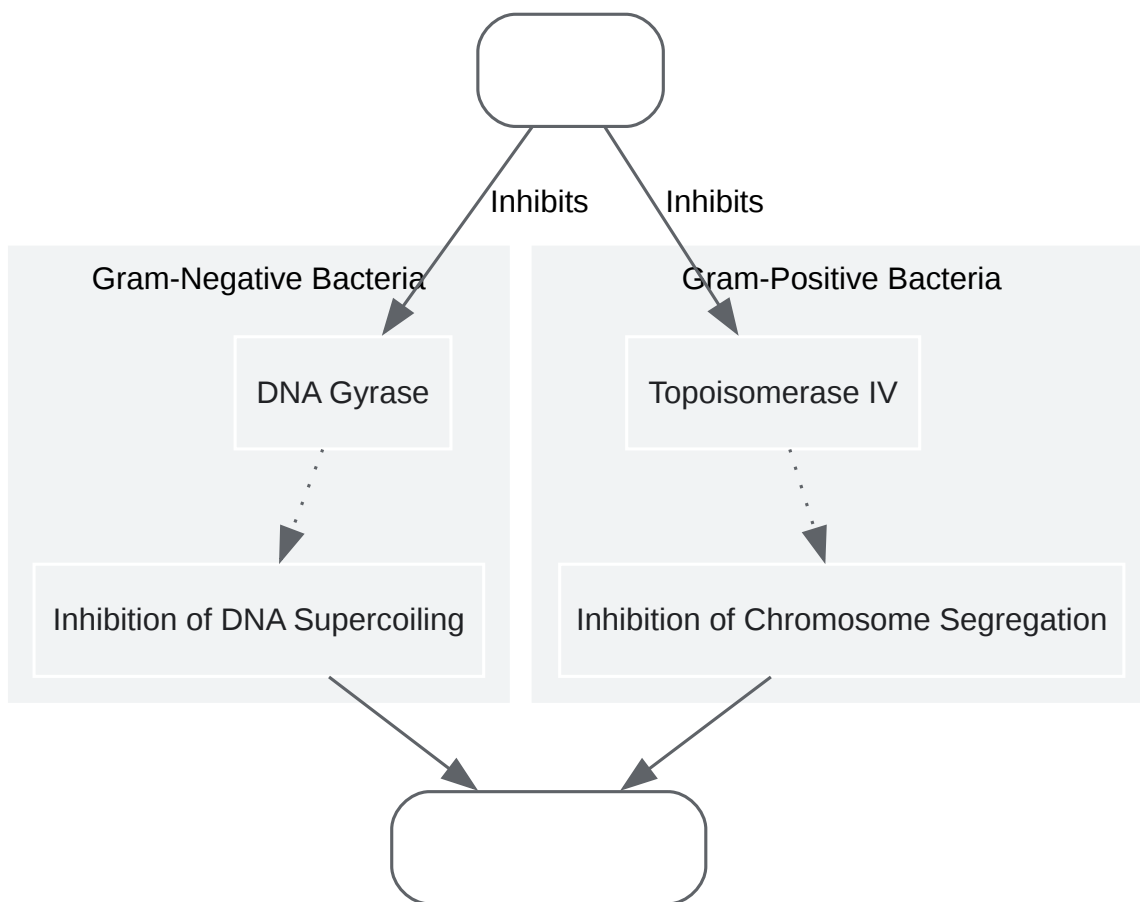 Inhibits
Inhibits
Gram-Negative Bacteria
Gram-Positive Bacteria
DNA Gyrase
Topoisomerase IV
Inhibition of DNA Supercoiling
Inhibition of Chromosome Segregation